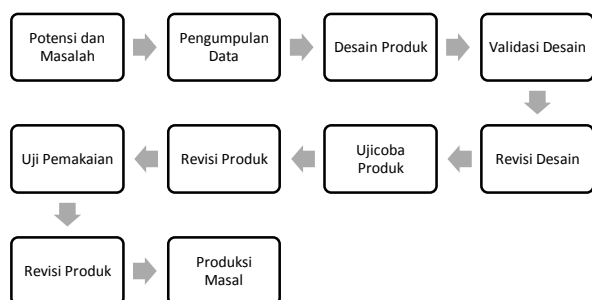 Potensi dan
Masalah
Pengumpulan
Data
Desain Produk
Validasi Desain
Revisi Desain
Ujicoba
Produk
Revisi Produk
Uji Pemakaian
Revisi Produk
Produksi
Masal